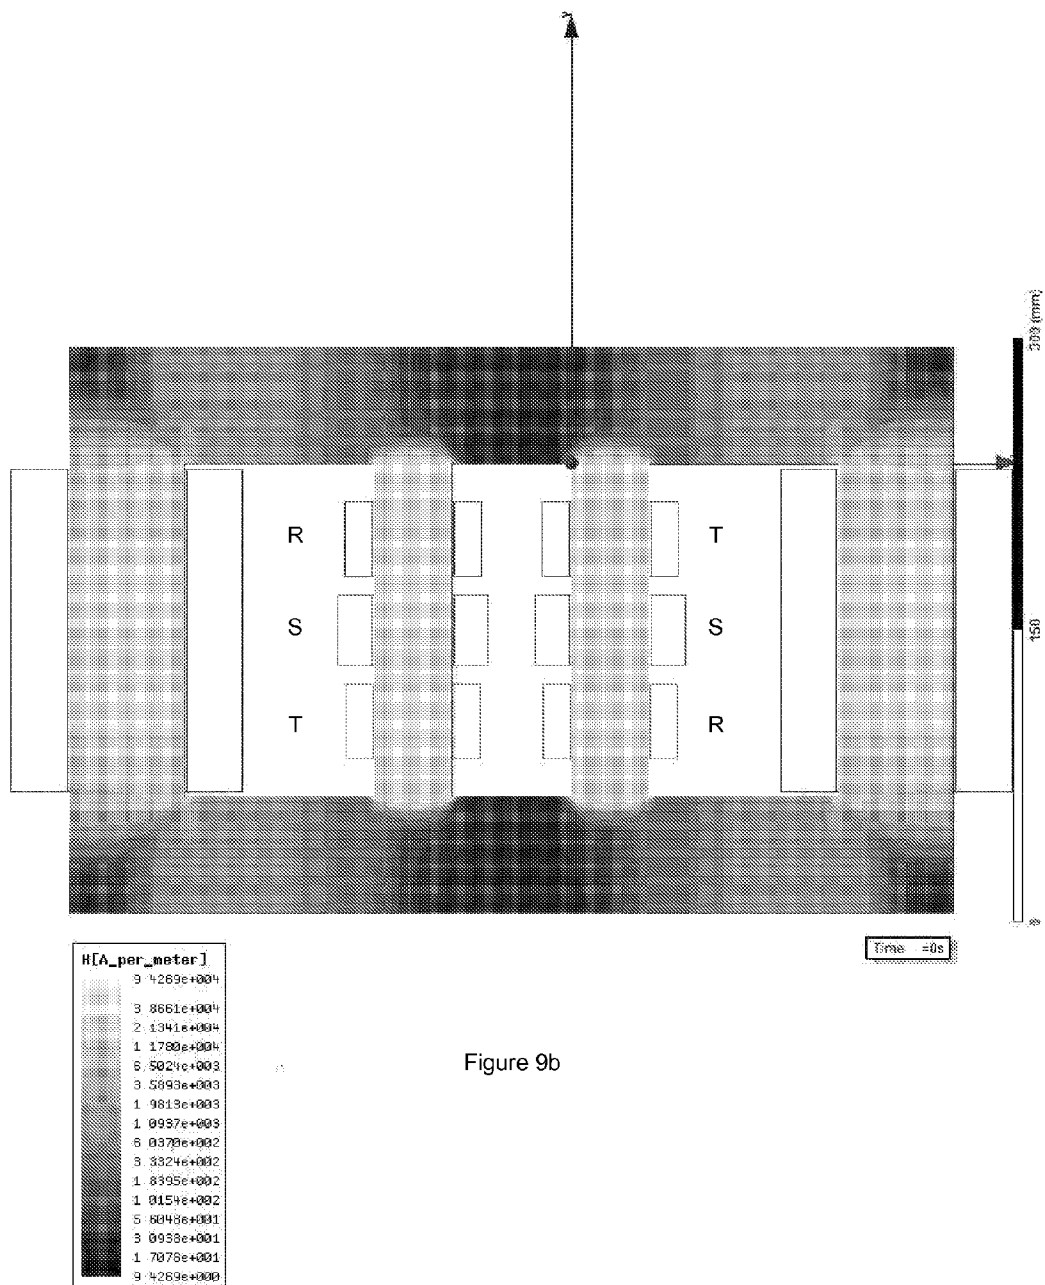 300 (mm)
R
T
S
S
150
T
R
0
Time =0s
H[A_per_meter]
9 4269e+004
3 8661e+004
2 1341e+004
1 1780e+004
6 5024e+003
3 5893e+003
1 9813e+003
1 0937e+003
6 0370e+002
3 3324e+002
1 8395e+002
1 0154e+002
5 6048e+001
3 0938e+001
1 7078e+001
9 4269e+000
Figure 9b